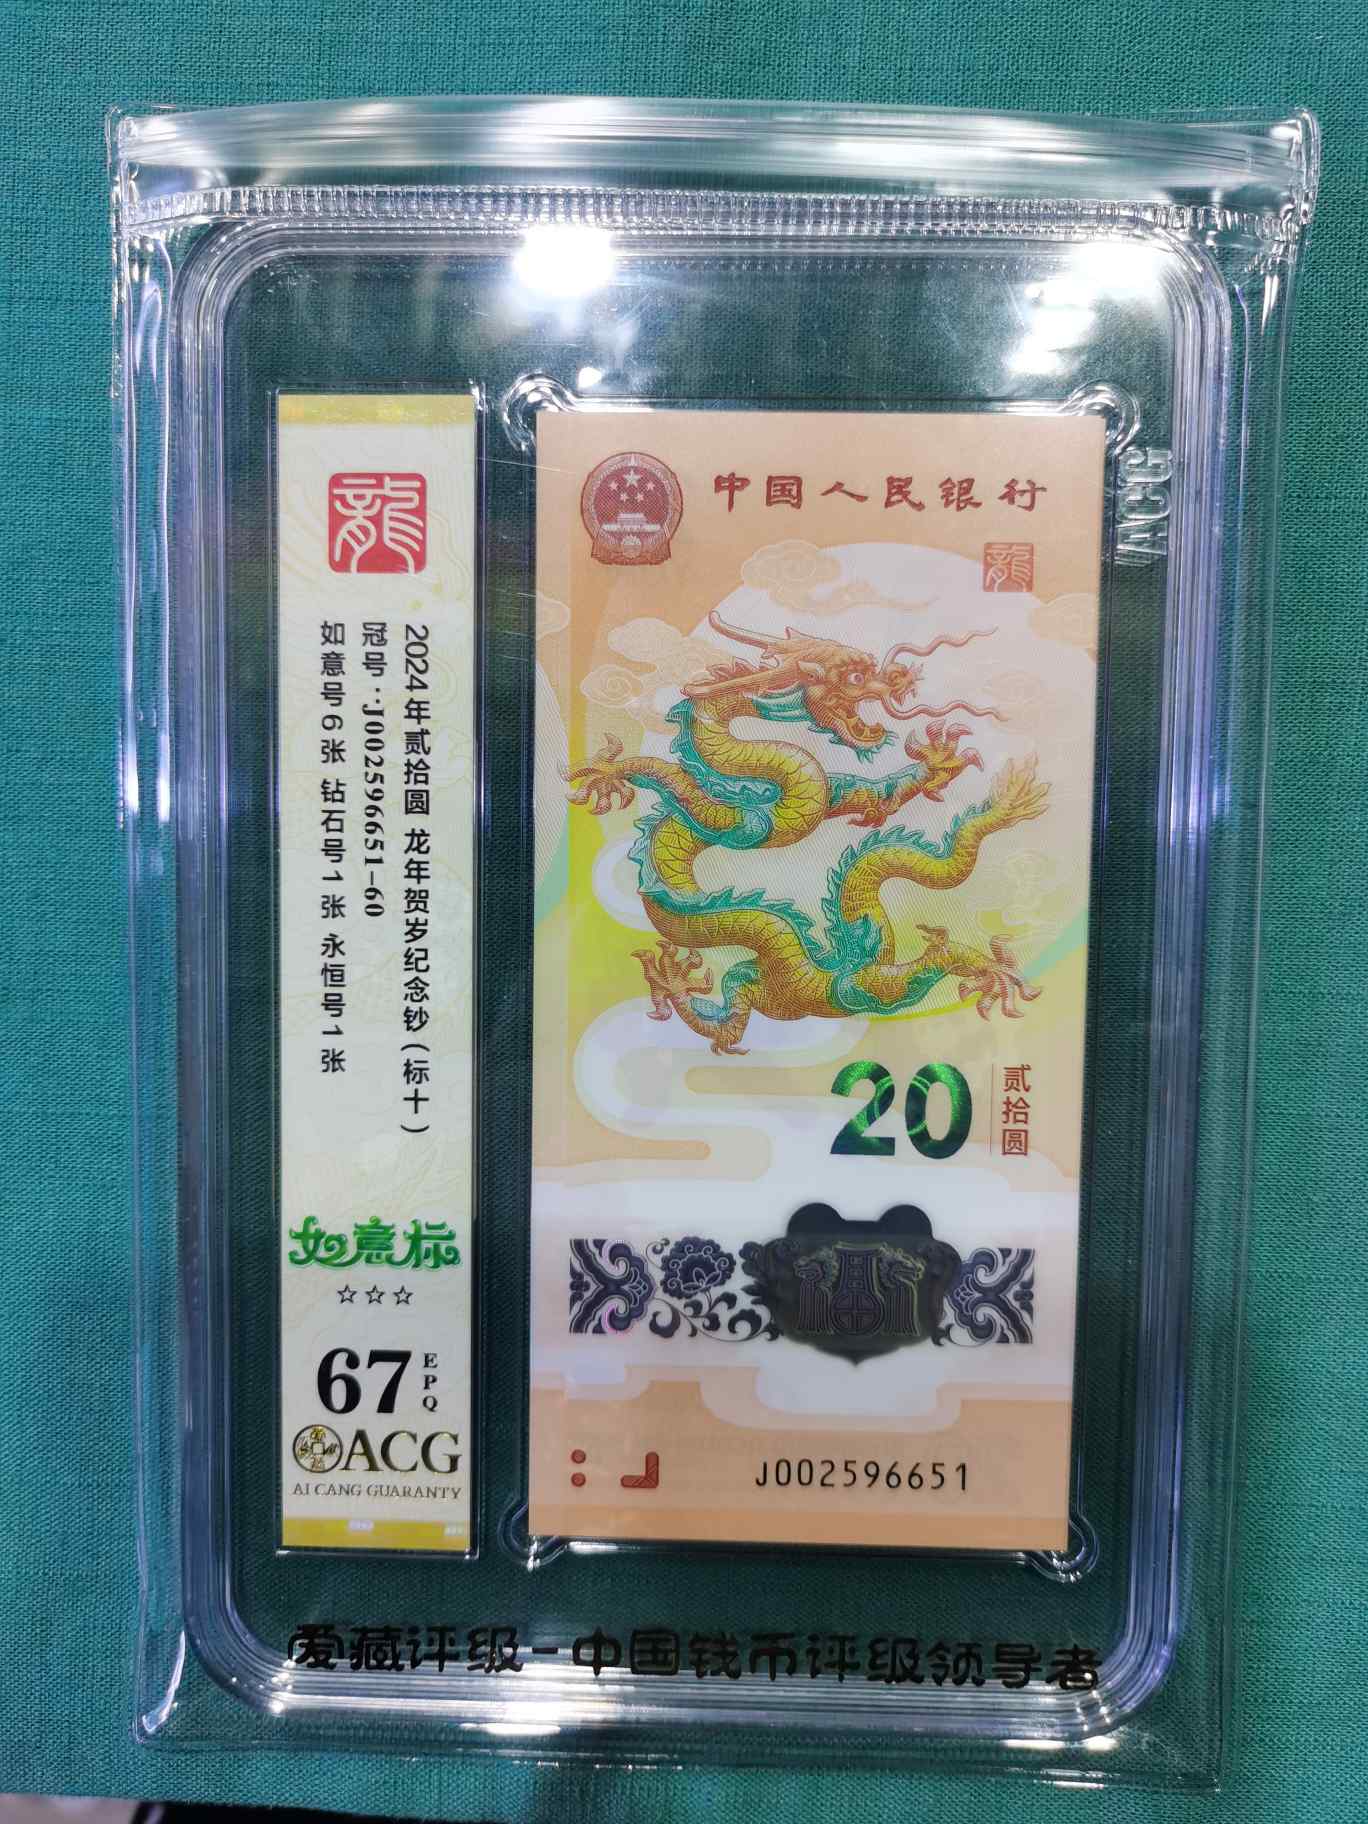 龍
2024年贰拾圆 龙年贺岁纪念钞(标十)
冠号:J002596651-60
如意号6张 钻石号1张 永恒号1张
如意标
☆☆☆
67 EPQ
ACG
AI CANG GUARANTY
中国人民银行
龍
20
贰拾圆
J002596651
ACG
爱藏评级-中国钱币评级领导者